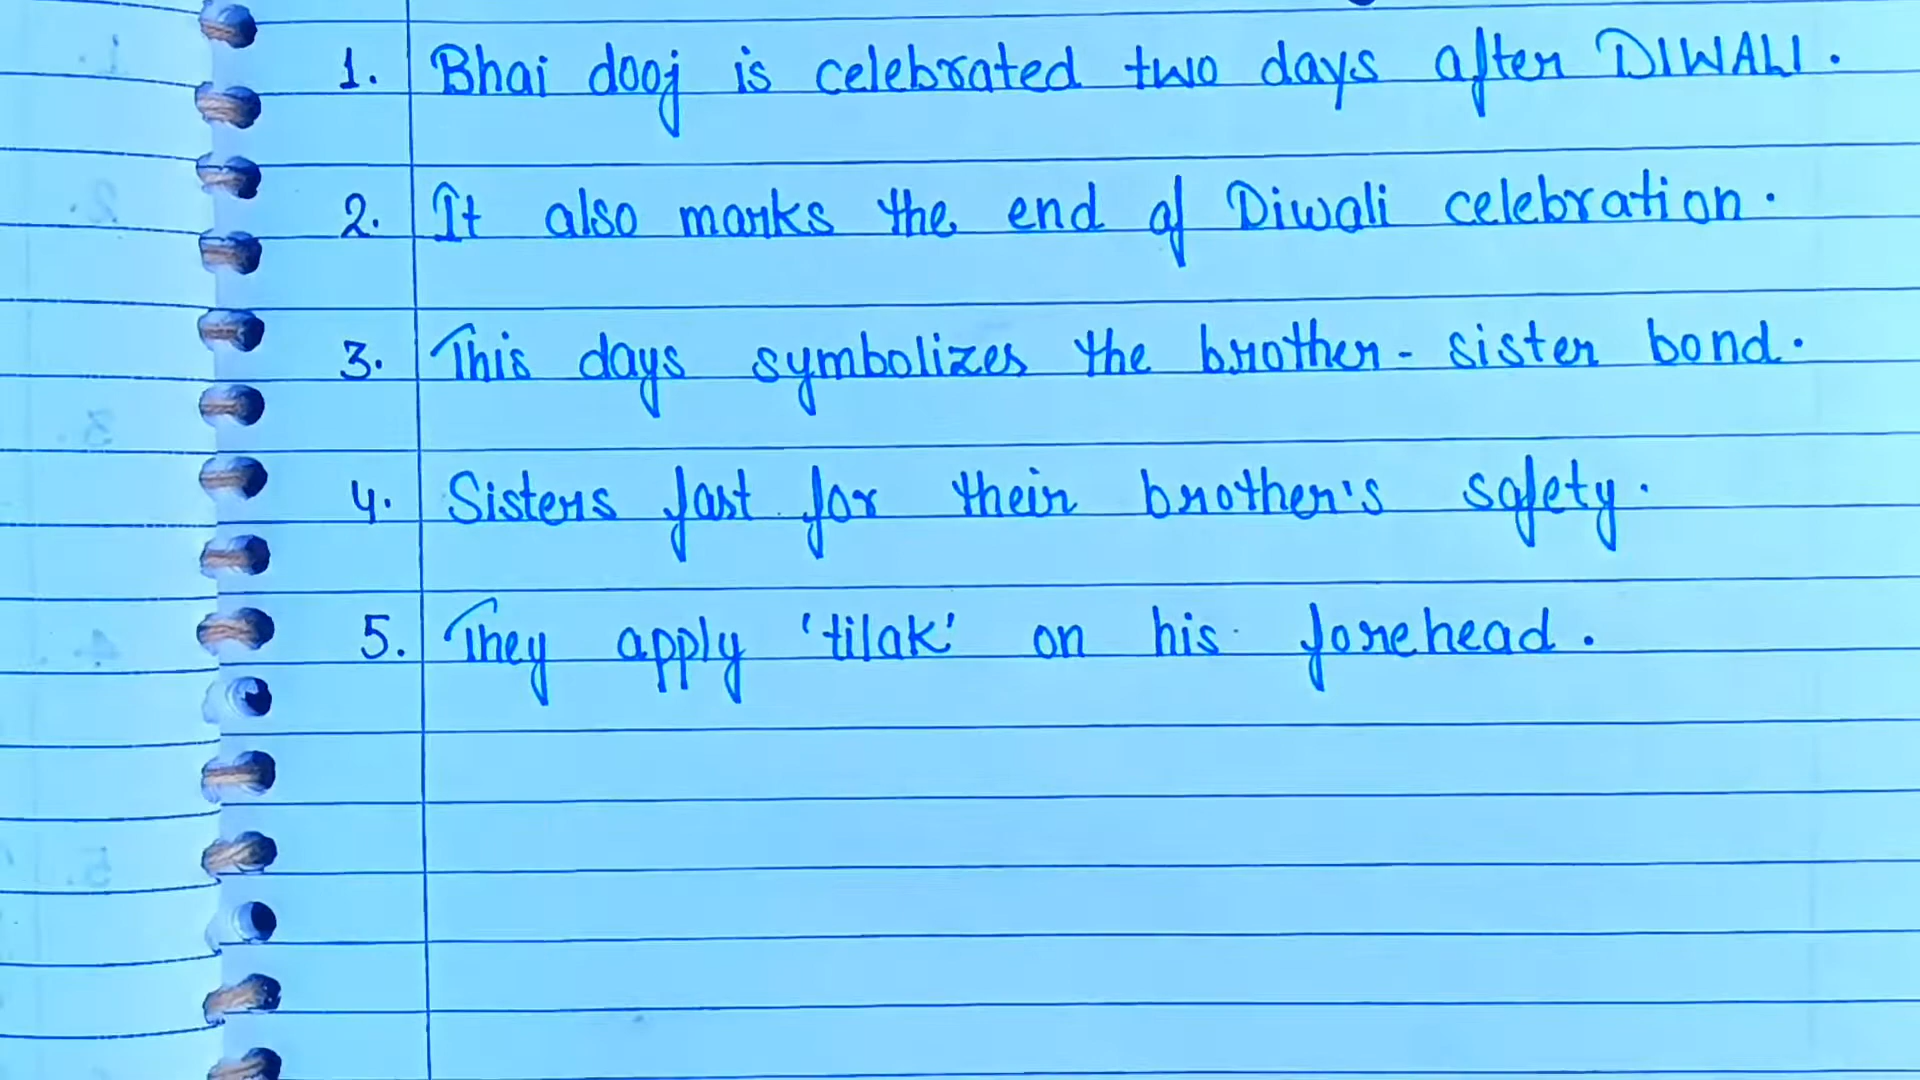 1. Bhai dooj is celebrated two days after DIWALI.
2. It also marks the end of Diwali celebration.
3. This days symbolizes the brother-sister bond.
4. Sisters fast for their brother's safety.
5. They apply 'tilak' on his forehead.